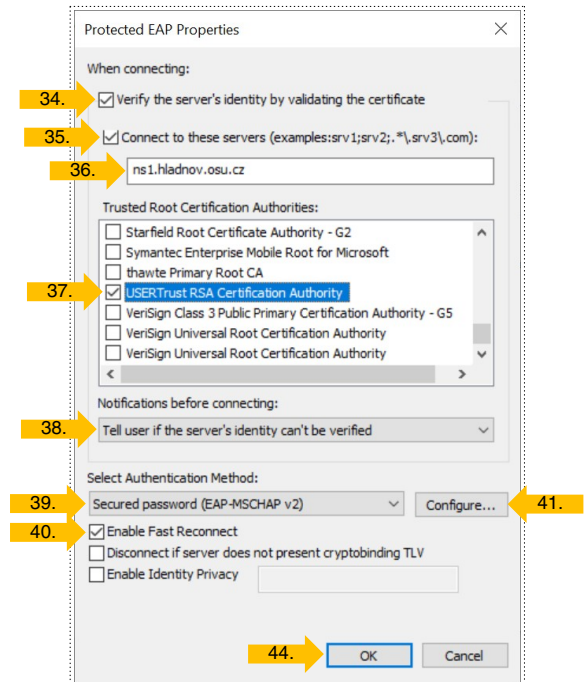 Protected EAP Properties
When connecting:
34. Verify the server's identity by validating the certificate
35. Connect to these servers (examples:srv1;srv2;.*\.srv3\.com):
36. ns1.hladnov.osu.cz
Trusted Root Certification Authorities:
Starfield Root Certificate Authority - G2
Symantec Enterprise Mobile Root for Microsoft
thawte Primary Root CA
37. USERTrust RSA Certification Authority
VeriSign Class 3 Public Primary Certification Authority - G5
VeriSign Universal Root Certification Authority
VeriSign Universal Root Certification Authority
Notifications before connecting:
38. Tell user if the server's identity can't be verified
Select Authentication Method:
39. Secured password (EAP-MSCHAP v2) Configure... 41.
40. Enable Fast Reconnect
Disconnect if server does not present cryptobinding TLV
Enable Identity Privacy
44. OK Cancel